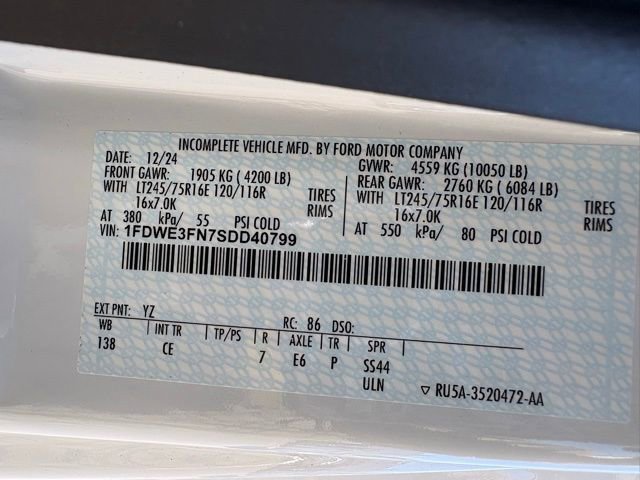 INCOMPLETE VEHICLE MFD. BY FORD MOTOR COMPANY
DATE: 12/24 GVWR: 4559 KG (10050 LB)
FRONT GAWR: 1905 KG ( 4200 LB) REAR GAWR: 2760 KG ( 6084 LB)
WITH LT245/75R16E 120/116R TIRES WITH LT245/75R16E 120/116R TIRES
16x7.0K RIMS 16x7.0K RIMS
AT 380 kPa/ 55 PSI COLD AT 550 kPa/ 80 PSI COLD
VIN: 1FDWE3FN7SDD40799
EXT PNT: YZ RC: 86 DSO:
WB INT TR TP/PS R AXLE TR SPR
138 CE 7 E6 P SS44
ULN ▽ RU5A-3520472-AA